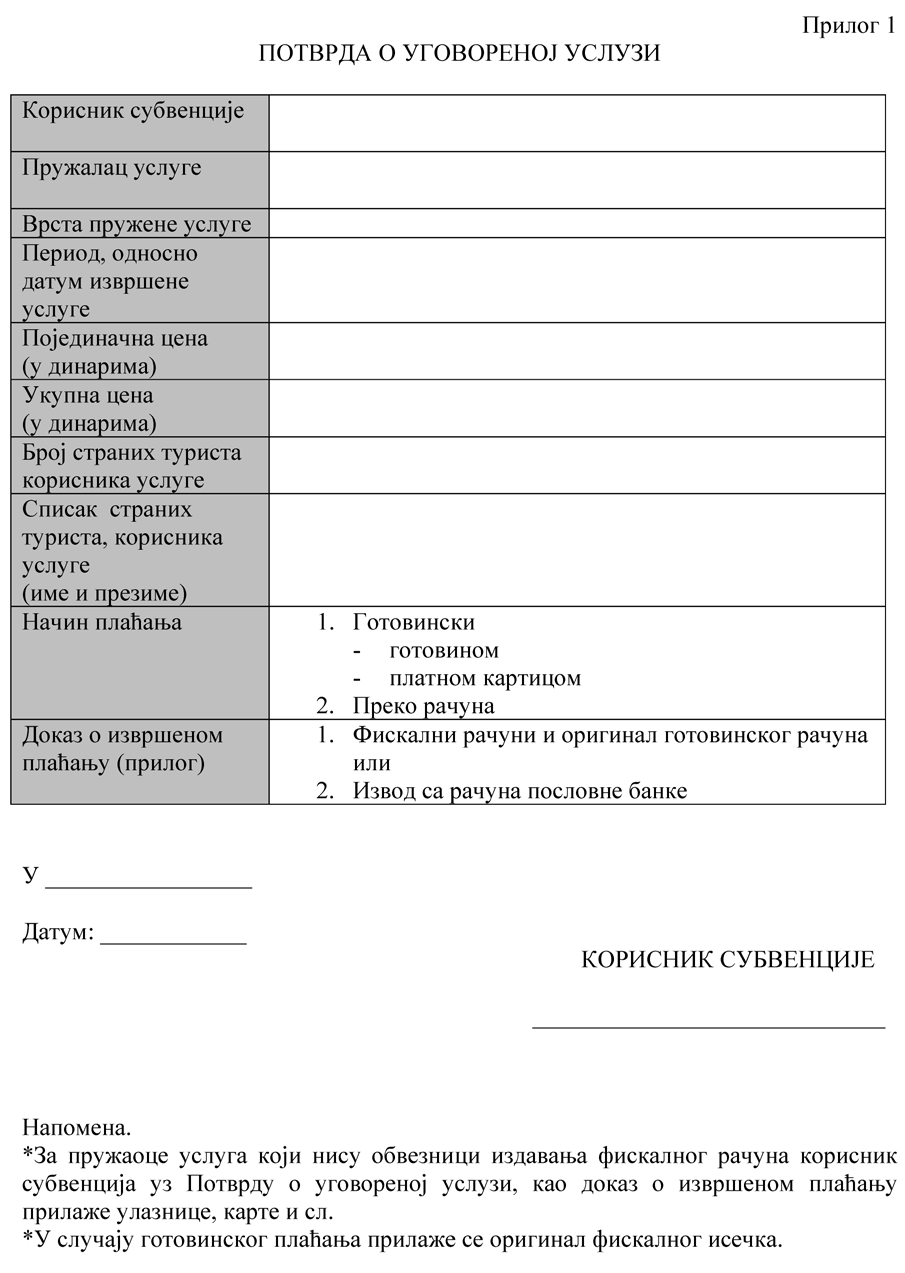 Прилог 1
ПОТВРДА О УГОВОРЕНОЈ УСЛУЗИ
Корисник субвенције
Пружалац услуге
Врста пружене услуге
Период, односно
датум извршене
услуге
Појединачна цена
(у динарима)
Укупна цена
(у динарима)
Број страних туриста
корисника услуге
Списак страних
туриста, корисника
услуге
(име и презиме)
Начин плаћања
1. Готовински
- готовином
- платном картицом
2. Преко рачуна
Доказ о извршеном
плаћању (прилог)
1. Фискални рачуни и оригинал готовинског рачуна
или
2. Извод са рачуна пословне банке
У _________________
Датум: ____________
КОРИСНИК СУБВЕНЦИЈЕ
_____________________________
Напомена.
*За пружаоце услуга који нису обвезници издавања фискалног рачуна корисник
субвенција уз Потврду о уговореној услузи, као доказ о извршеном плаћању
прилаже улазнице, карте и сл.
*У случају готовинског плаћања прилаже се оригинал фискалног исечка.